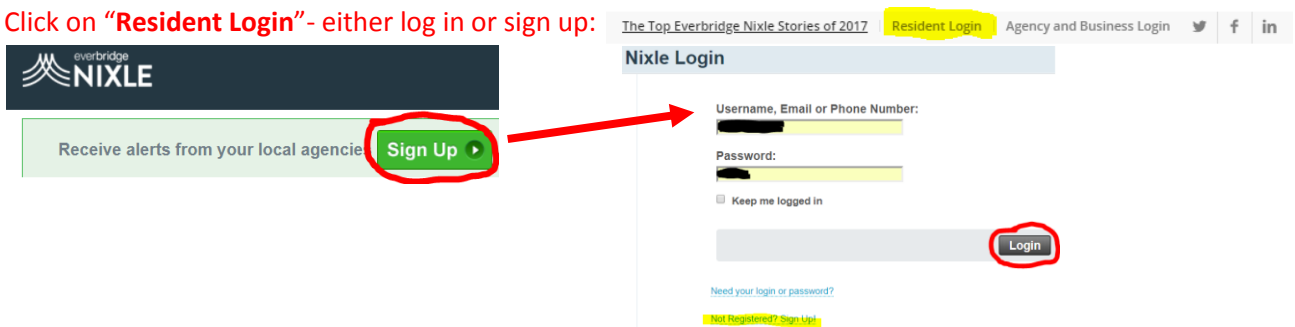 Click on “Resident Login”- either log in or sign up:
The Top Everbridge Nixle Stories of 2017 Resident Login Agency and Business Login
everbridge
NIXLE
Receive alerts from your local agencies
Sign Up
Nixle Login
Username, Email or Phone Number:
Password:
Keep me logged in
Login
Need your login or password?
Not Registered? Sign Up!